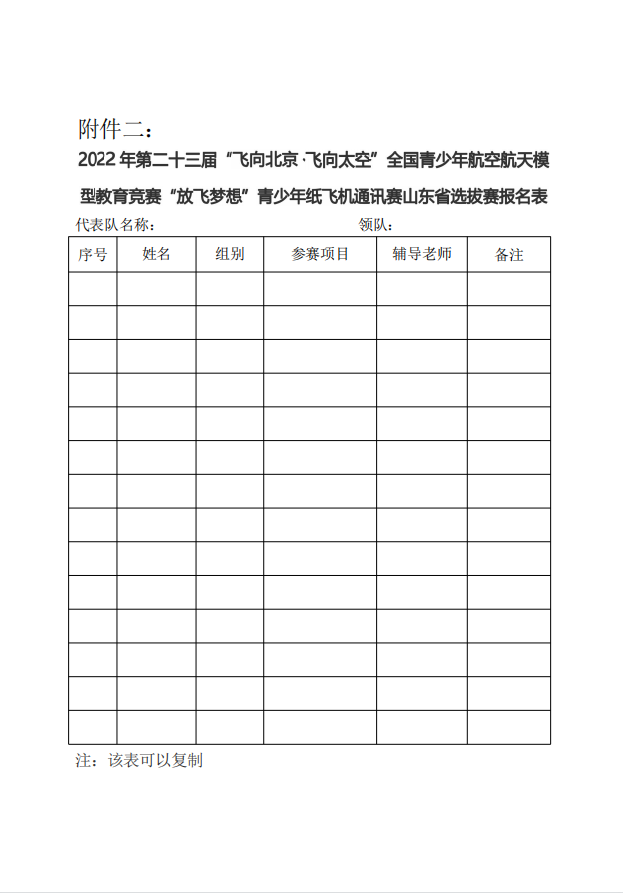 附件二：
2022 年第二十三届“飞向北京·飞向太空”全国青少年航空航天模
型教育竞赛“放飞梦想”青少年纸飞机通讯赛山东省选拔赛报名表
代表队名称： 领队：
序号 姓名 组别 参赛项目 辅导老师 备注
注：该表可以复制